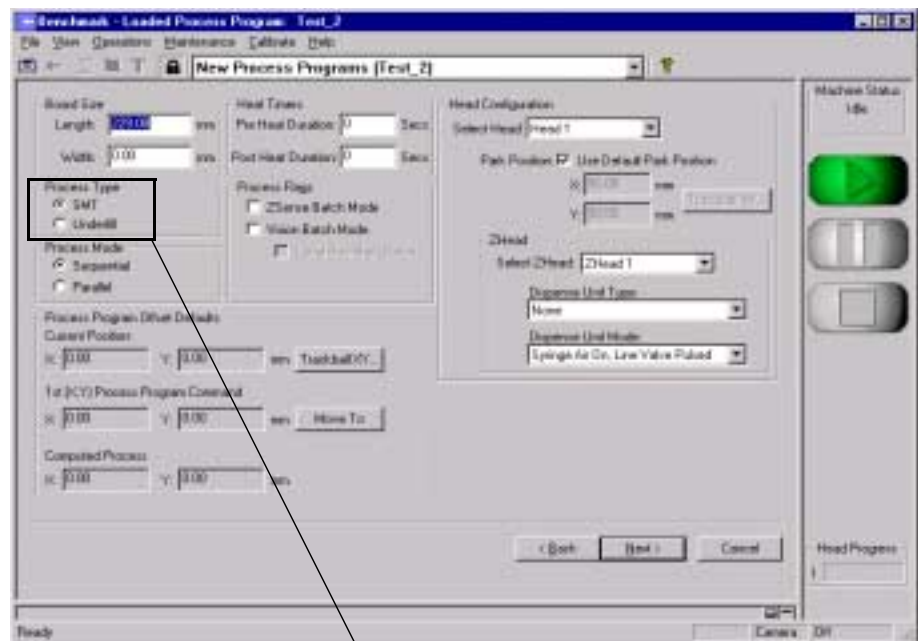 Benchmark - Loaded Process Program: Test_2
File View Operations Maintenance Calibrate Help
New Process Programs (Test_2)
Board Size
Length: mm
Width: 0.00 mm
Heat Timers
Pre Heat Duration: 0 Secs
Post Heat Duration: 0 Secs
Process Type
SMT
Underfill
Process Flags
ZSense Batch Mode
Vision Batch Mode
Process Mode
Sequential
Parallel
Process Program Offset Defaults
Current Position
X: 0.00 Y: 0.00 mm Trackball XY...
1st (X,Y) Process Program Command
X: 0.00 Y: 0.00 mm Move To
Computed Process
X: 0.00 Y: 0.00 mm
Head Configuration
Select Head: Head 1
Park Position: Use Default Park Position
X: mm
Y: mm
ZHead
Select ZHead: ZHead 1
Dispense Unit Type:
None
Dispense Unit Mode:
Syringe Air On, Line Valve Pulsed
< Back Next > Cancel
Machine Status
Idle
Head Progress
1
Ready
Camera Off